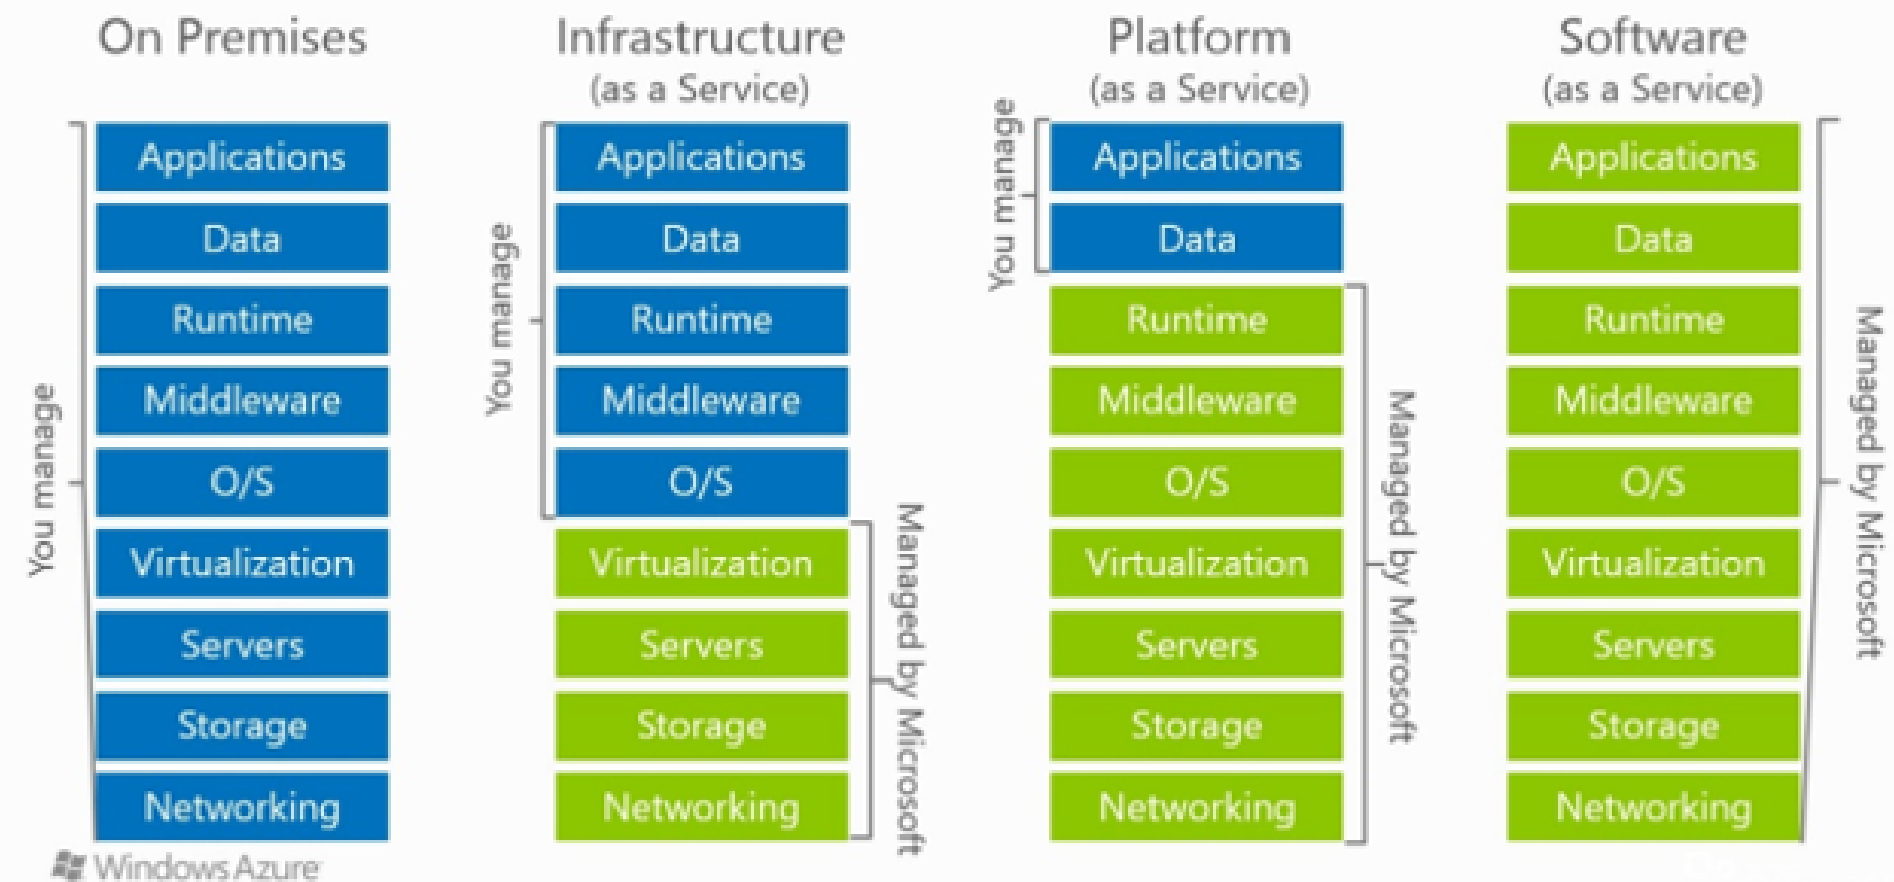 On Premises
You manage
Applications
Data
Runtime
Middleware
O/S
Virtualization
Servers
Storage
Networking
Infrastructure
(as a Service)
You manage
Applications
Data
Runtime
Middleware
O/S
Virtualization
Servers
Storage
Networking
Managed by Microsoft
Platform
(as a Service)
You manage
Applications
Data
Runtime
Middleware
O/S
Virtualization
Servers
Storage
Networking
Managed by Microsoft
Software
(as a Service)
Applications
Data
Runtime
Middleware
O/S
Virtualization
Servers
Storage
Networking
Managed by Microsoft
Windows Azure